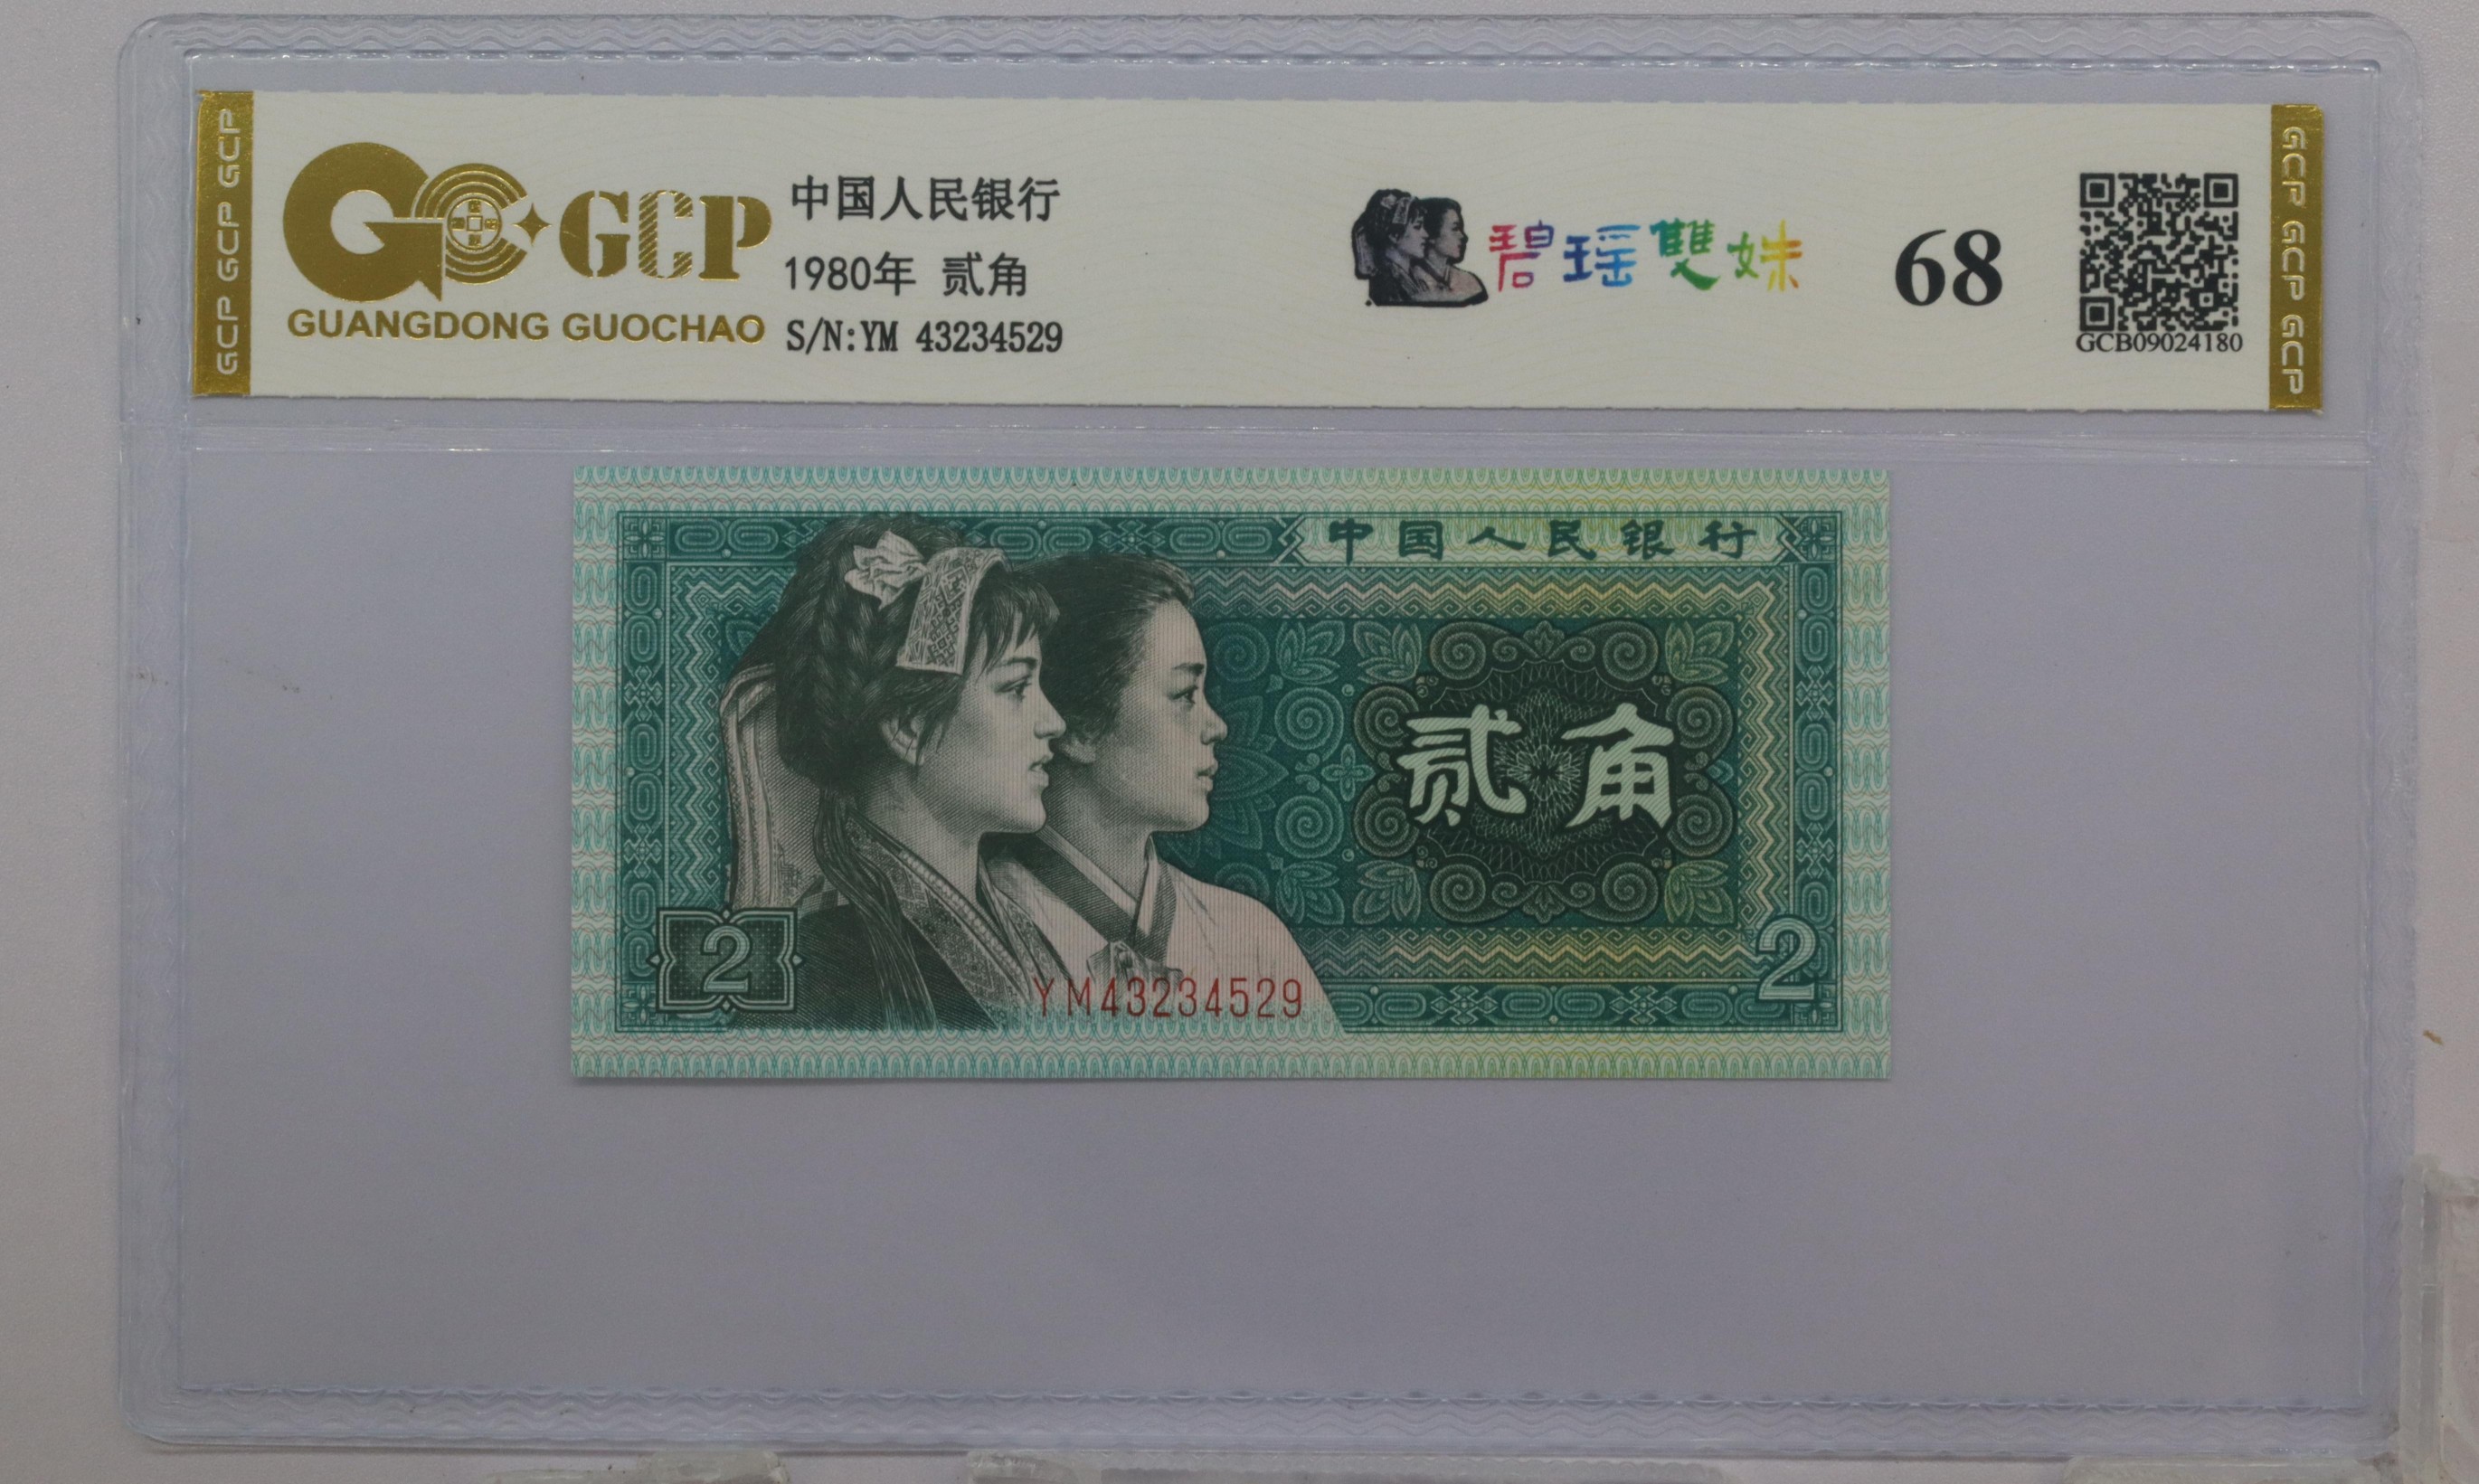 GCP GCP GCP
GCP
GUANGDONG GUOCHAO
中国人民银行
1980年 贰角
S/N:YM 43234529
碧瑶雙妹
68
GCB09024180
GCP GCP GCP
中国人民银行
贰角
2
YM43234529
2